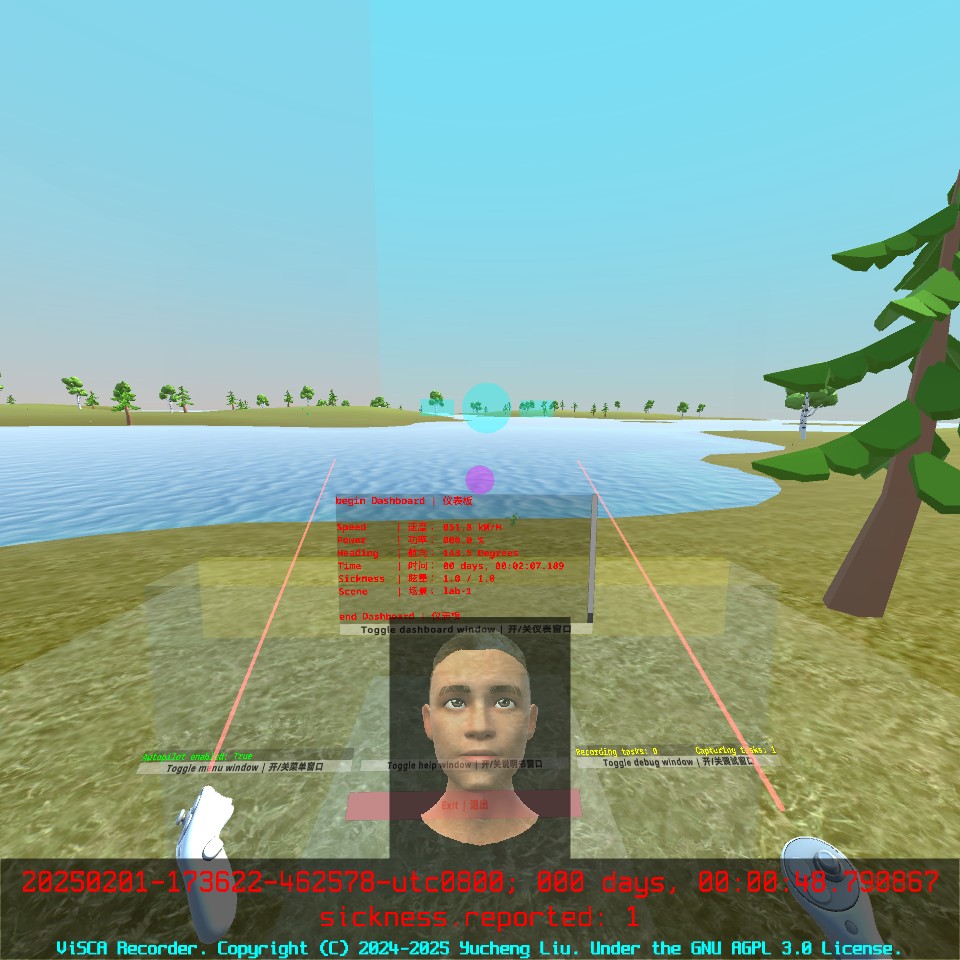 begin Dashboard | 仪表板
Speed | 速度: 051.8 kM/H
Power | 功率: 000.0 %
Heading | 航向: 143.5 Degrees
Time | 时间: 00 days, 00:02:07.109
Sickness | 眩晕: 1.0 / 1.0
Scene | 场景: lab-1
end Dashboard | 仪表板
Toggle dashboard window | 开/关仪表窗口
Autopilot enabled: True
Toggle menu window | 开/关菜单窗口
Toggle help window | 开/关说明书窗口
Recording tasks: 0 Capturing tasks: 1
Toggle debug window | 开/关调试窗口
Exit | 退出
20250201-173622-462578-utc0800; 000 days, 00:00:48.790867
sickness.reported: 1
ViSCA Recorder. Copyright (C) 2024-2025 Yucheng Liu. Under the GNU AGPL 3.0 License.